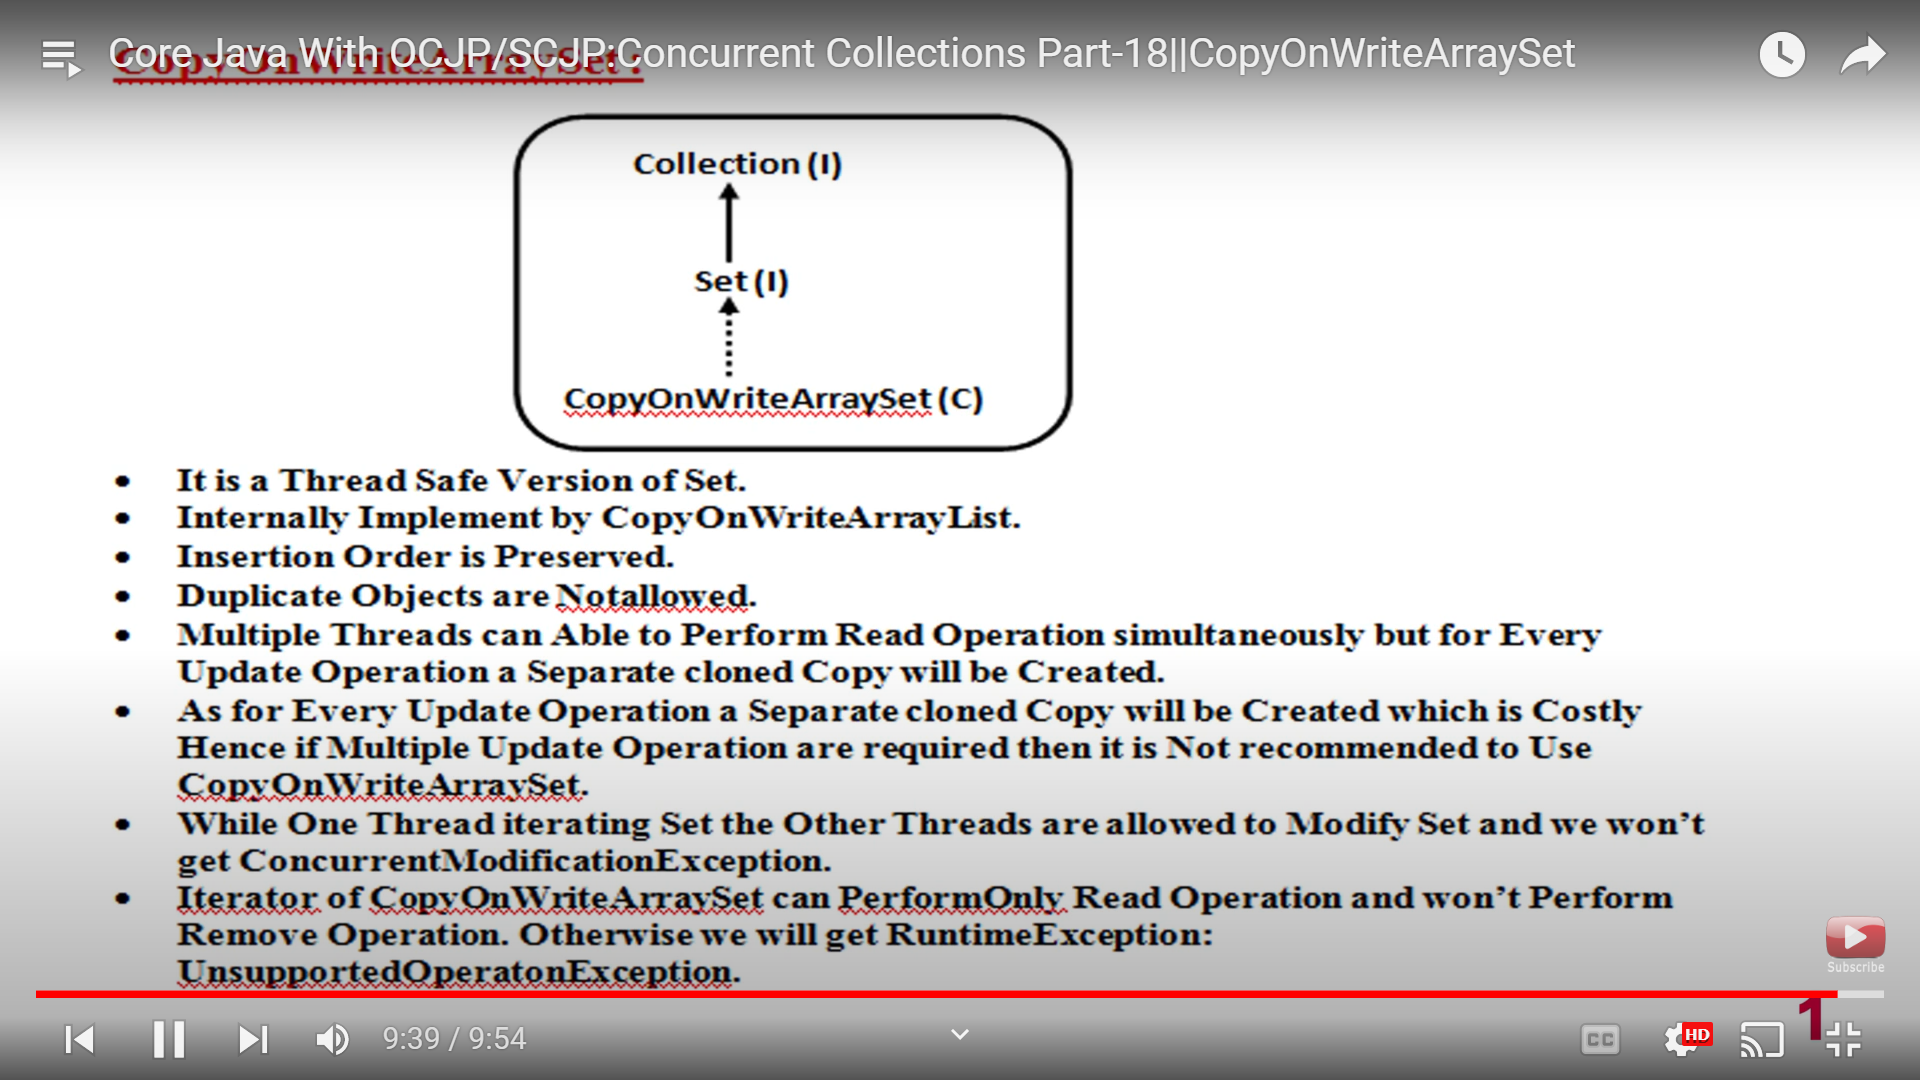 Core Java With OCJP/SCJP:Concurrent Collections Part-18||CopyOnWriteArraySet
CopyOnWriteArraySet :
Collection (I)
Set (I)
CopyOnWriteArraySet (C)
• It is a Thread Safe Version of Set.
• Internally Implement by CopyOnWriteArrayList.
• Insertion Order is Preserved.
• Duplicate Objects are Notallowed.
• Multiple Threads can Able to Perform Read Operation simultaneously but for Every
Update Operation a Separate cloned Copy will be Created.
• As for Every Update Operation a Separate cloned Copy will be Created which is Costly
Hence if Multiple Update Operation are required then it is Not recommended to Use
CopyOnWriteArraySet.
• While One Thread iterating Set the Other Threads are allowed to Modify Set and we won’t
get ConcurrentModificationException.
• Iterator of CopyOnWriteArraySet can PerformOnly Read Operation and won’t Perform
Remove Operation. Otherwise we will get RuntimeException:
UnsupportedOperatonException.
Subscribe
1
9:39 / 9:54
CC
HD